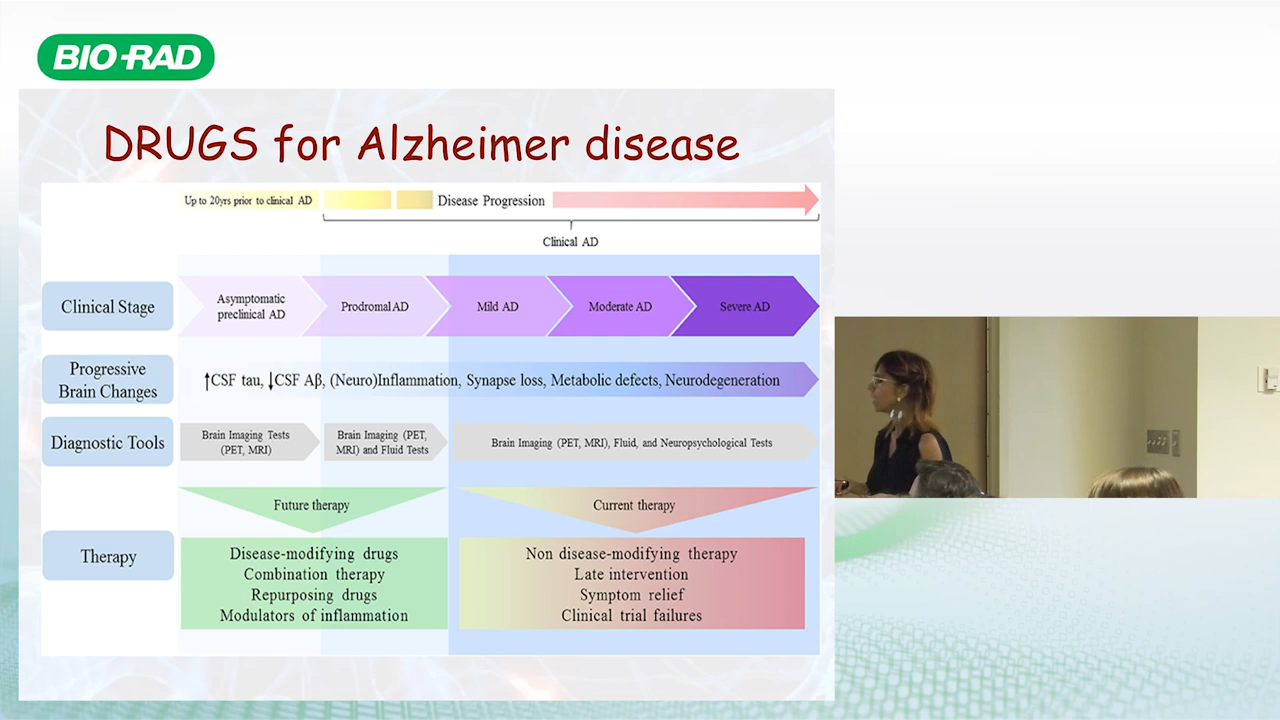 BIO-RAD
DRUGS for Alzheimer disease
Up to 20yrs prior to clinical AD
Disease Progression
Clinical AD
Clinical Stage
Asymptomatic
preclinical AD
Prodromal AD
Mild AD
Moderate AD
Severe AD
Progressive
Brain Changes
↑CSF tau, ↓CSF Aβ, (Neuro)Inflammation, Synapse loss, Metabolic defects, Neurodegeneration
Diagnostic Tools
Brain Imaging Tests
(PET, MRI)
Brain Imaging (PET,
MRI) and Fluid Tests
Brain Imaging (PET, MRI), Fluid, and Neuropsychological Tests
Future therapy
Current therapy
Therapy
Disease-modifying drugs
Combination therapy
Repurposing drugs
Modulators of inflammation
Non disease-modifying therapy
Late intervention
Symptom relief
Clinical trial failures